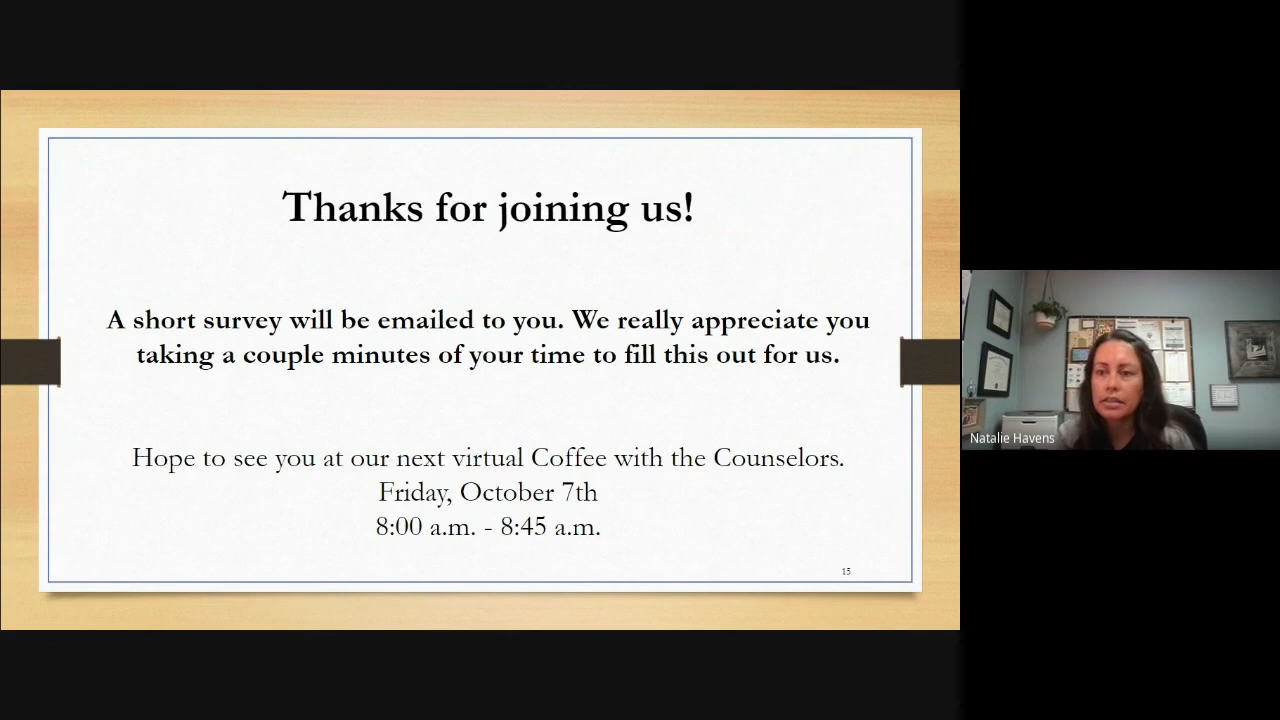 Thanks for joining us!
A short survey will be emailed to you. We really appreciate you
taking a couple minutes of your time to fill this out for us.
Hope to see you at our next virtual Coffee with the Counselors.
Friday, October 7th
8:00 a.m. - 8:45 a.m.
15
Natalie Havens